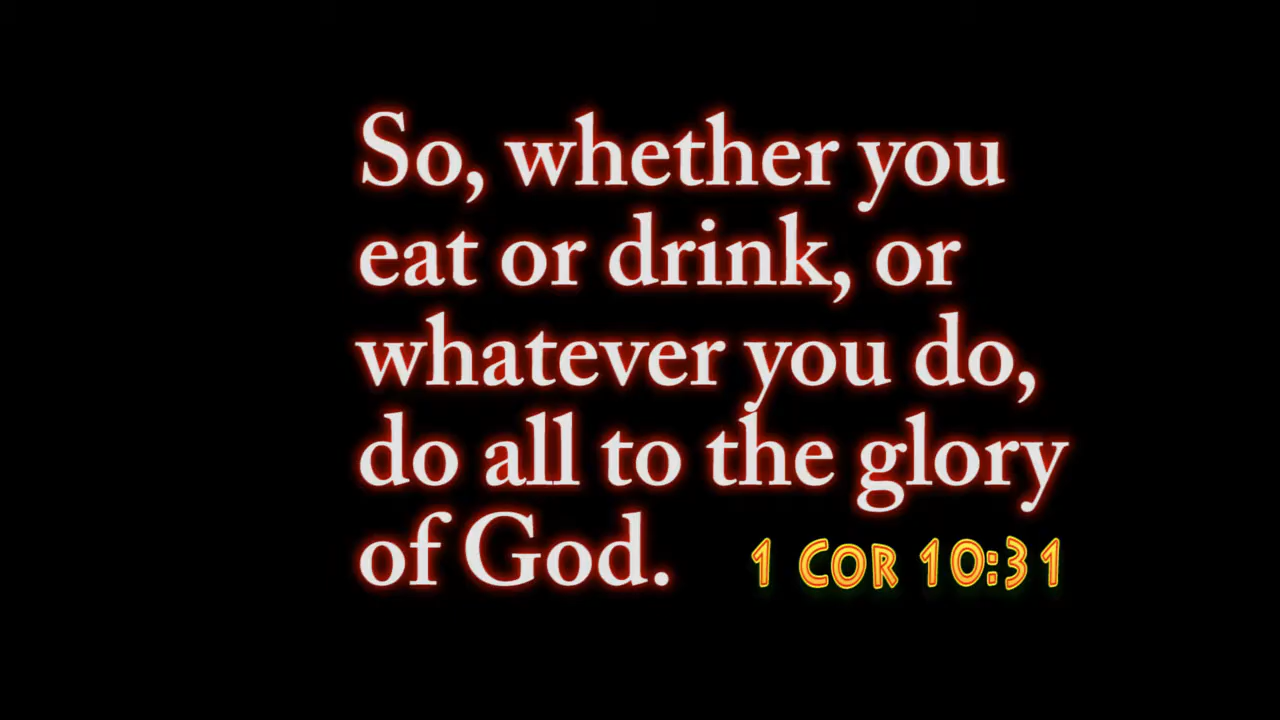 So, whether you
eat or drink, or
whatever you do,
do all to the glory
of God. 1 COR 10:31